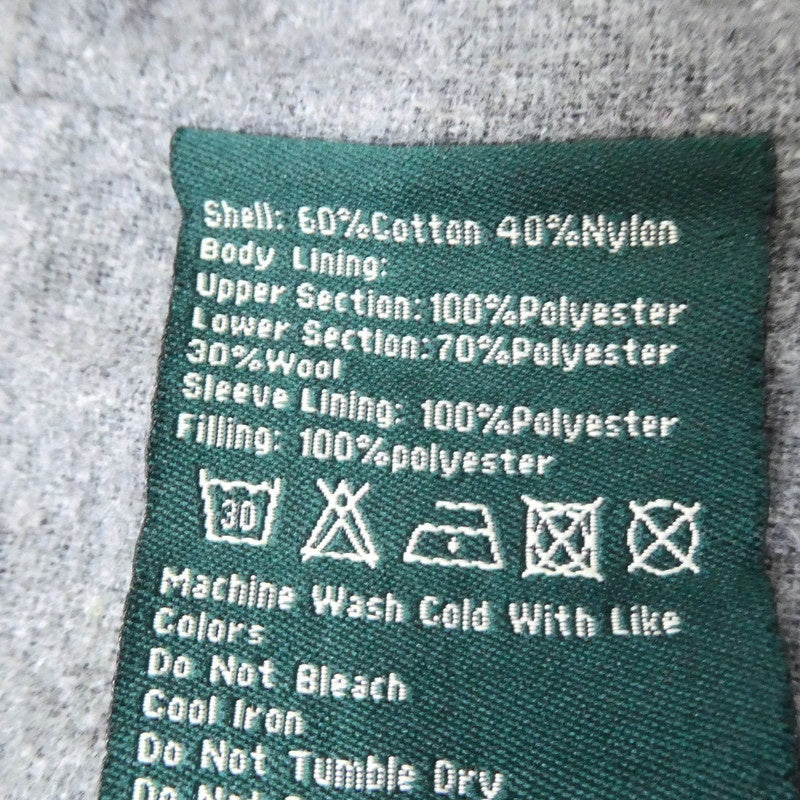 Shell: 60%Cotton 40%Nylon
Body Lining:
Upper Section:100%Polyester
Lower Section:70%Polyester
30%Wool
Sleeve Lining: 100%Polyester
Filling: 100%polyester
30
Machine Wash Cold With Like
Colors
Do Not Bleach
Cool Iron
Do Not Tumble Dry
Do Not